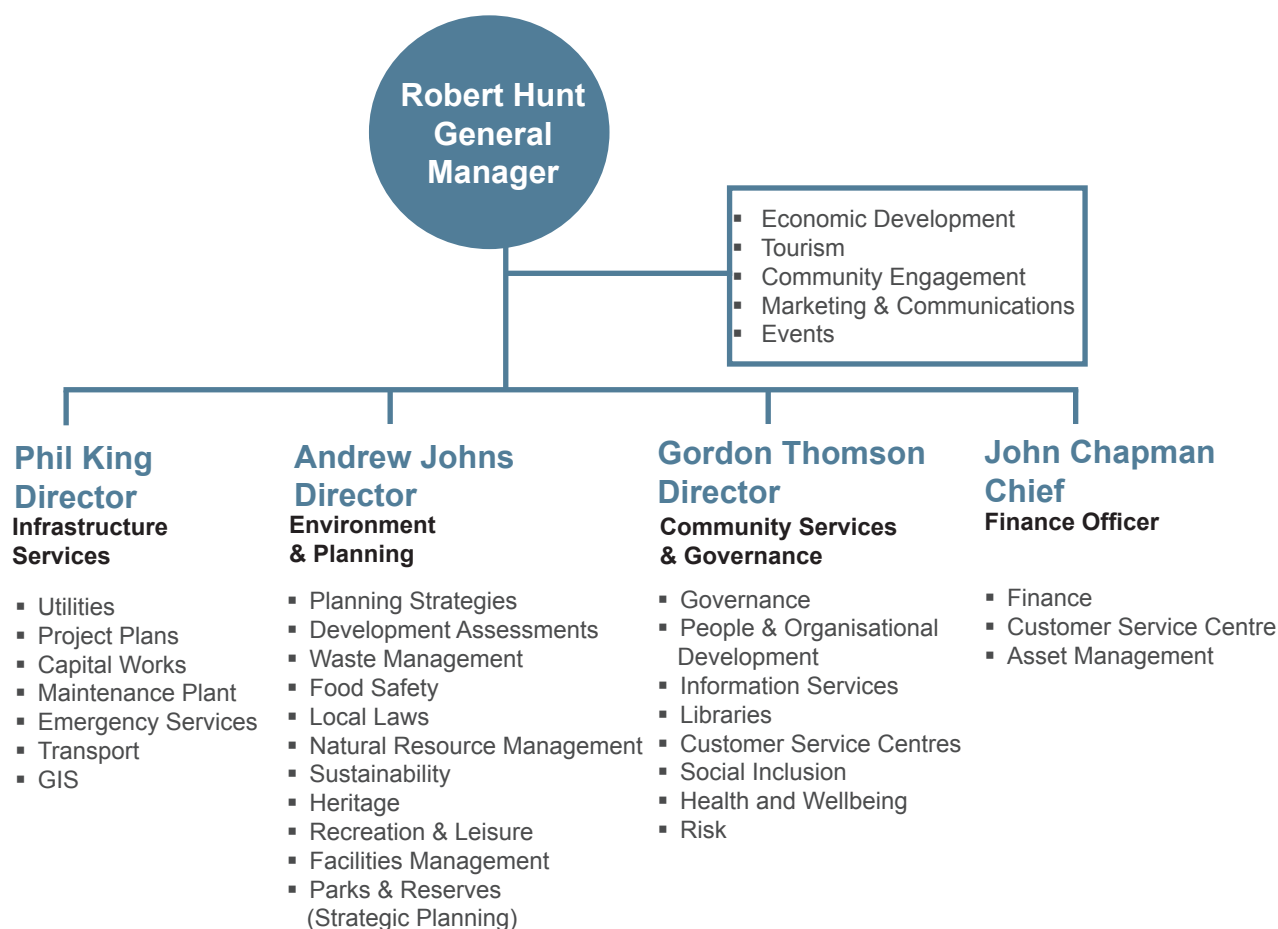 Robert Hunt
General
Manager
▪ Economic Development
▪ Tourism
▪ Community Engagement
▪ Marketing & Communications
▪ Events
Phil King
Director
Infrastructure
Services
▪ Utilities
▪ Project Plans
▪ Capital Works
▪ Maintenance Plant
▪ Emergency Services
▪ Transport
▪ GIS
Andrew Johns
Director
Environment
& Planning
▪ Planning Strategies
▪ Development Assessments
▪ Waste Management
▪ Food Safety
▪ Local Laws
▪ Natural Resource Management
▪ Sustainability
▪ Heritage
▪ Recreation & Leisure
▪ Facilities Management
▪ Parks & Reserves
(Strategic Planning)
Gordon Thomson
Director
Community Services
& Governance
▪ Governance
▪ People & Organisational
Development
▪ Information Services
▪ Libraries
▪ Customer Service Centres
▪ Social Inclusion
▪ Health and Wellbeing
▪ Risk
John Chapman
Chief
Finance Officer
▪ Finance
▪ Customer Service Centre
▪ Asset Management